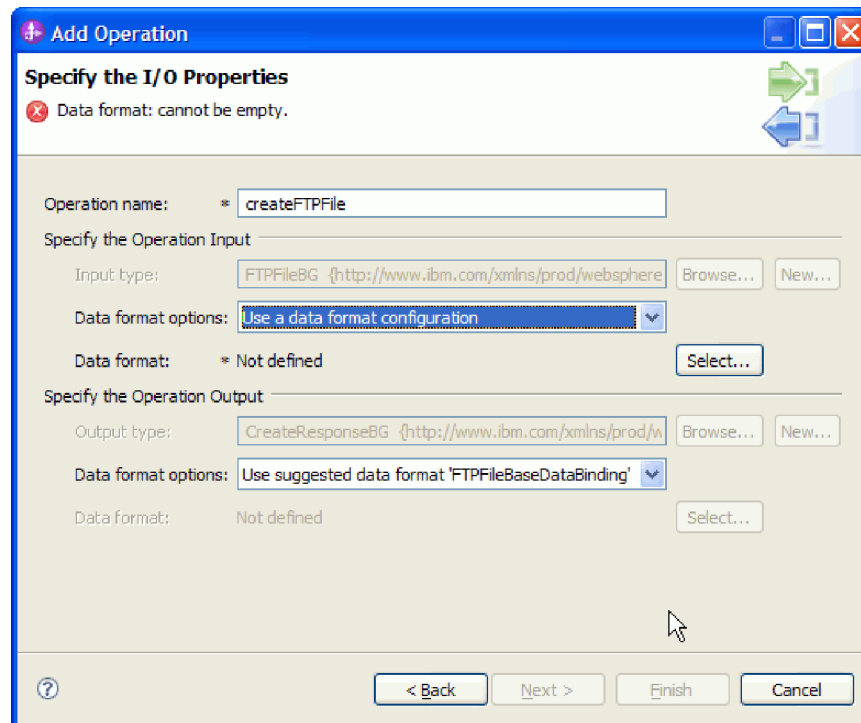 Add Operation
Specify the I/O Properties
Data format: cannot be empty.
Operation name: * createFTPFile
Specify the Operation Input
Input type: FTPFileBG {http://www.ibm.com/xmlns/prod/websphere Browse... New...
Data format options: Use a data format configuration
Data format: * Not defined Select...
Specify the Operation Output
Output type: CreateResponseBG {http://www.ibm.com/xmlns/prod/w Browse... New...
Data format options: Use suggested data format 'FTPFileBaseDataBinding'
Data format: Not defined Select...
? < Back Next > Finish Cancel